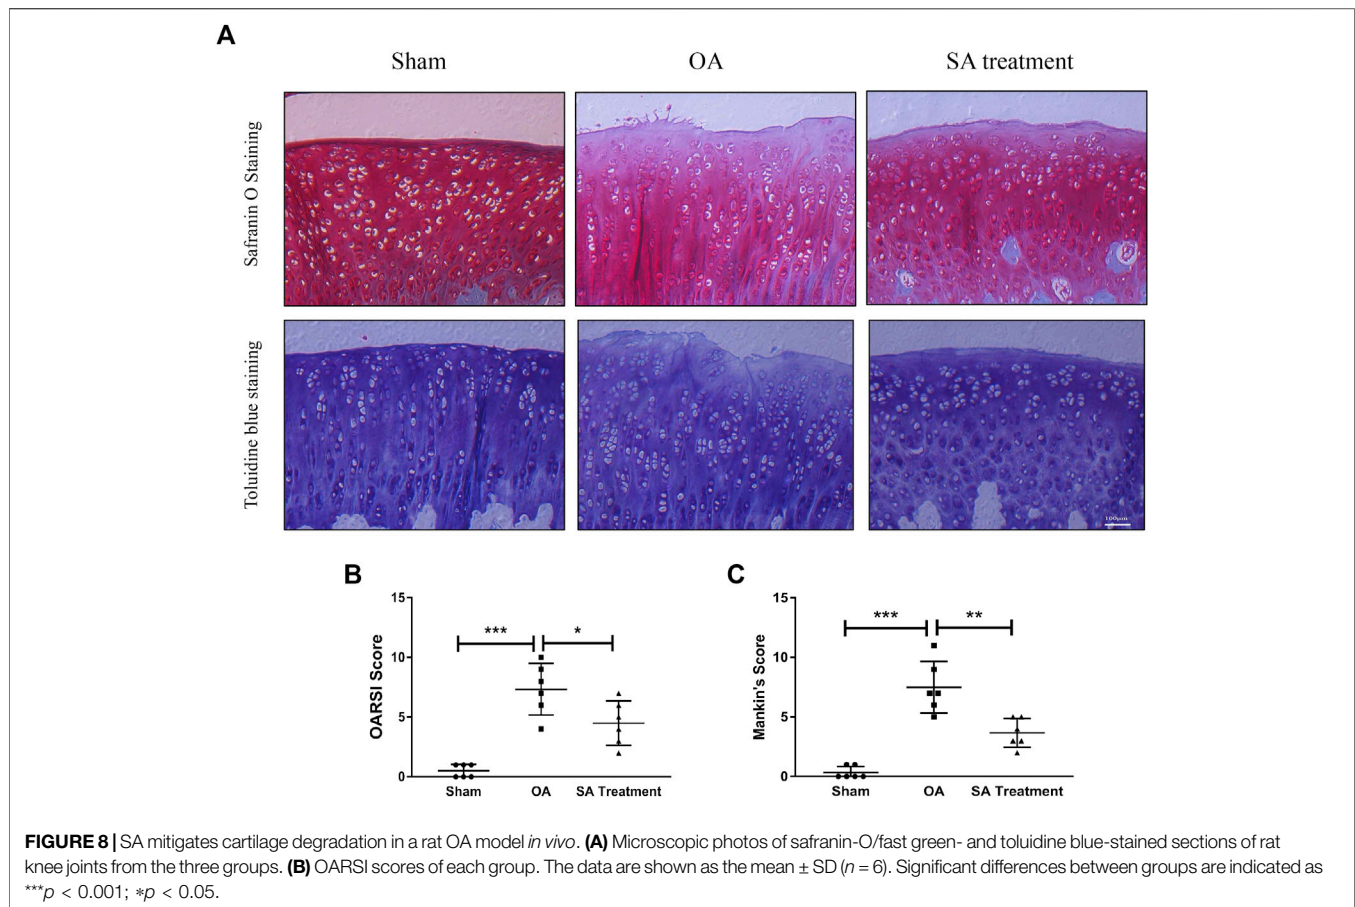 A
Sham
OA
SA treatment
Safranin O Staining
Toluidine blue staining
100μm
B
OARSI Score
15
10
5
0
***
*
Sham
OA
SA Treatment
C
Mankin's Score
15
10
5
0
***
**
Sham
OA
SA Treatment
FIGURE 8 | SA mitigates cartilage degradation in a rat OA model in vivo. (A) Microscopic photos of safranin-O/fast green- and toluidine blue-stained sections of rat
knee joints from the three groups. (B) OARSI scores of each group. The data are shown as the mean ± SD (n = 6). Significant differences between groups are indicated as
***p < 0.001; *p < 0.05.